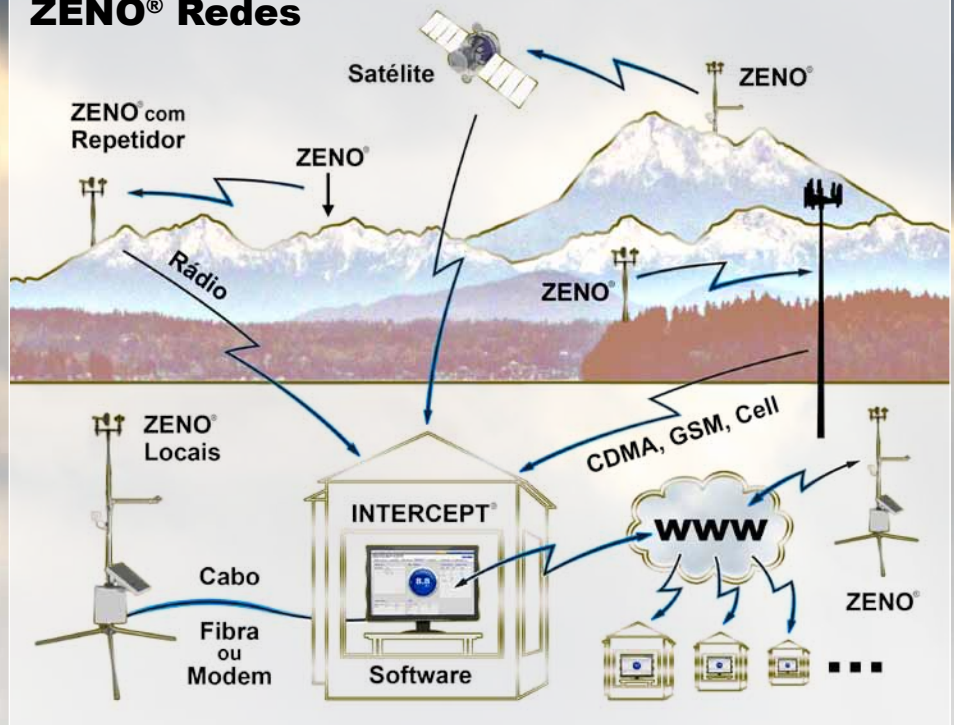 ZENO® Redes
Satélite
ZENO®
ZENO® com
Repetidor
ZENO®
Rádio
ZENO®
ZENO®
Locais
CDMA, GSM, Cell
INTERCEPT®
WWW
Cabo
Fibra
ou
Modem
Software
ZENO®